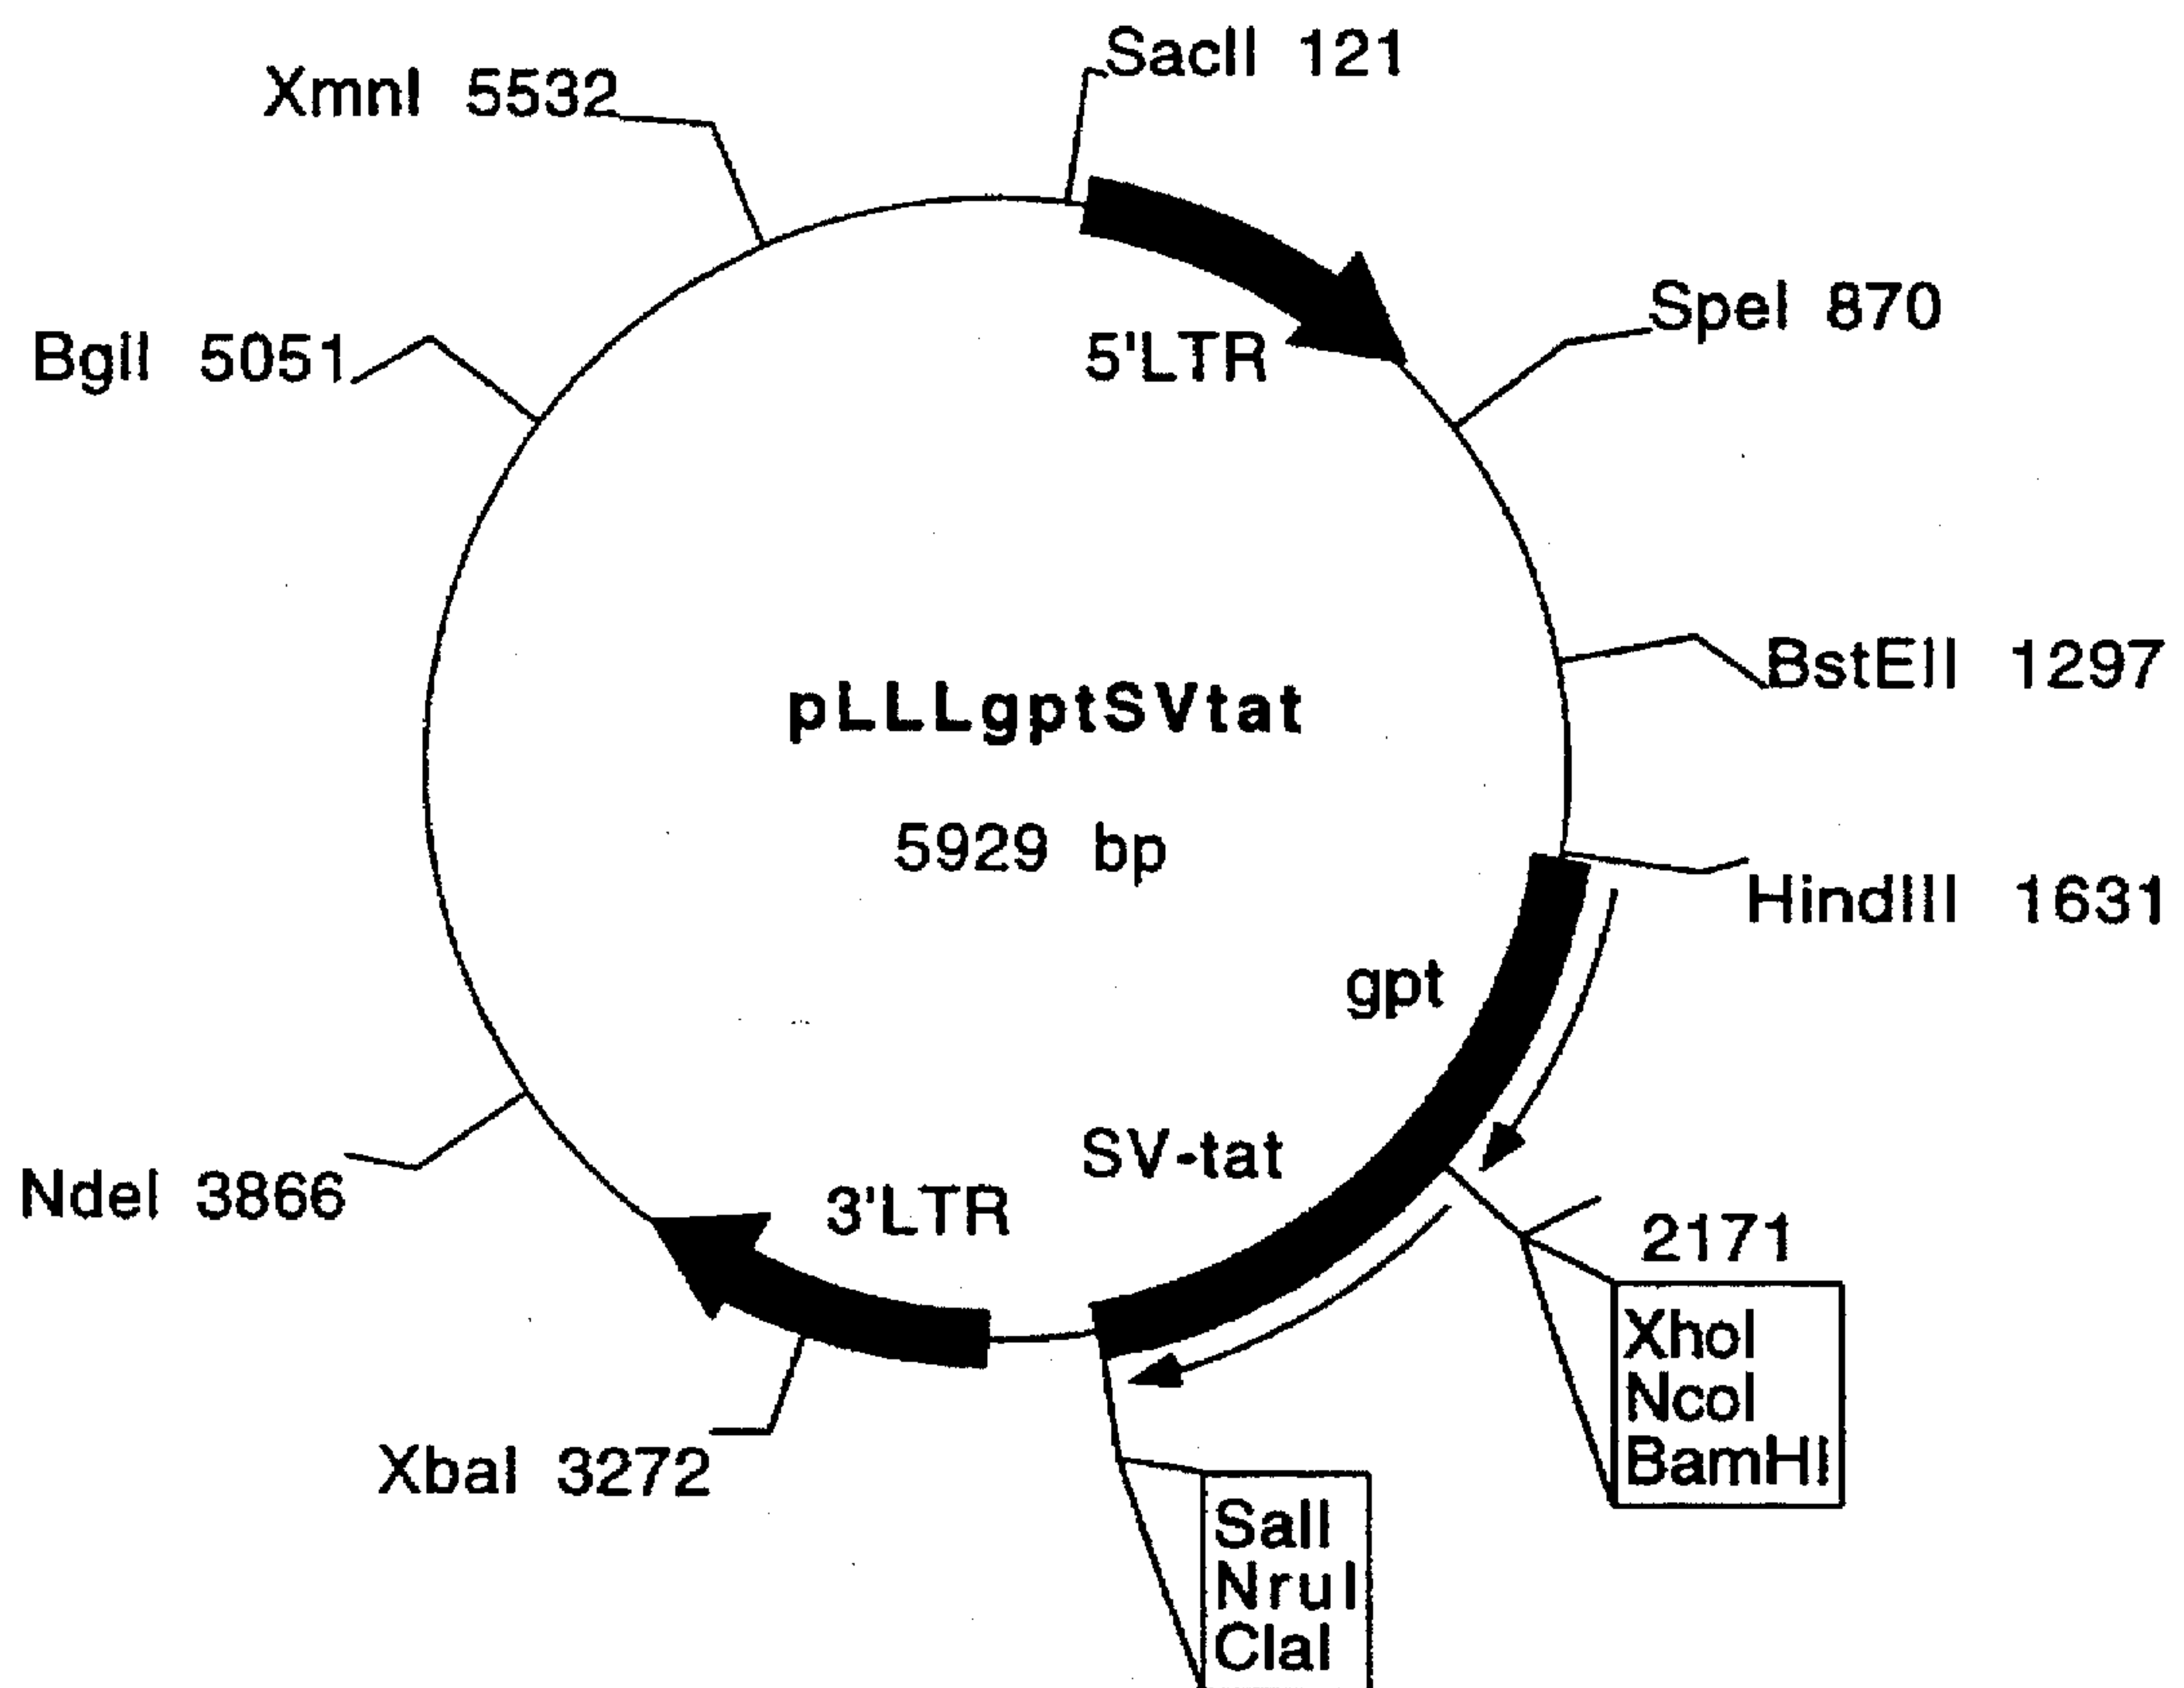 SacII 121
XmnI 5532
SpeI 870
BglI 5051
5'LTR
BstEII 1297
pLLLgptSVtat
5929 bp
HindIII 1631
gpt
SV-tat
NdeI 3866
3'LTR
2171
XhoI
NcoI
BamHI
XbaI 3272
SalI
NruI
ClaI